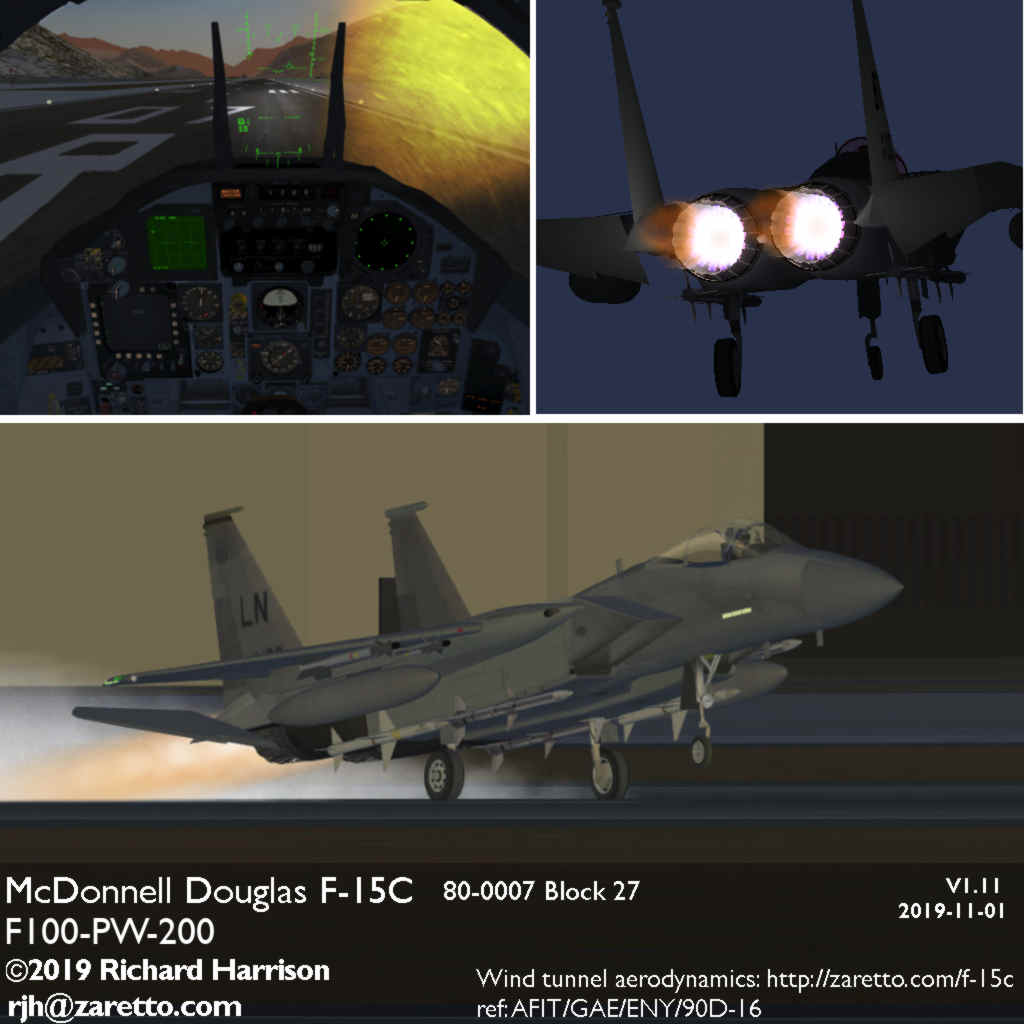 LN
McDonnell Douglas F-15C 80-0007 Block 27
V1.11
F100-PW-200
2019-11-01
©2019 Richard Harrison
Wind tunnel aerodynamics: http://zaretto.com/f-15c
rjh@zaretto.com
ref:AFIT/GAE/ENY/90D-16